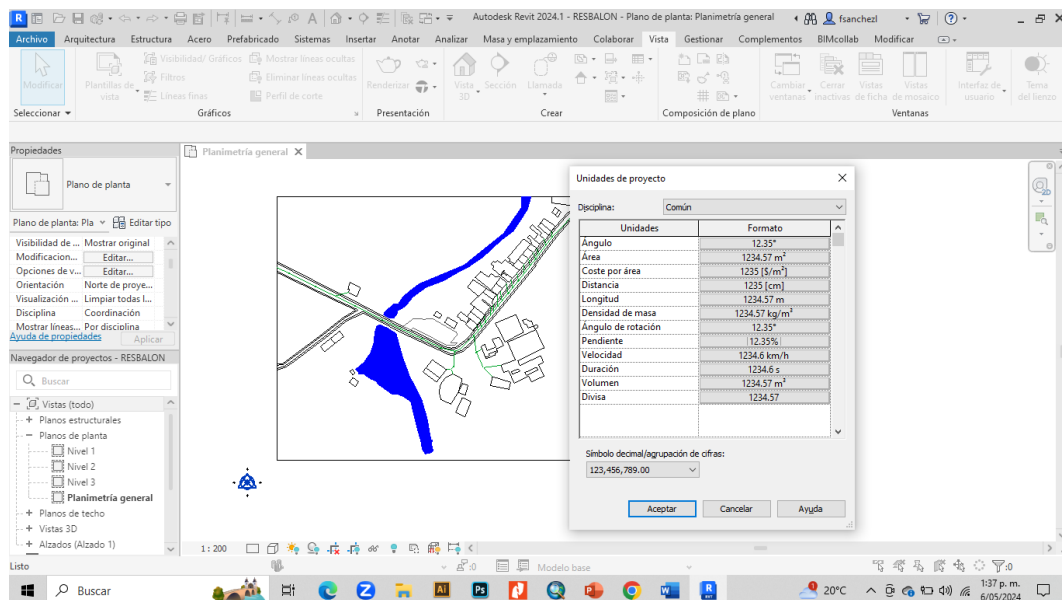 Autodesk Revit 2024.1 - RESBALON - Plano de planta: Planimetría general
fsanchezl
Archivo Arquitectura Estructura Acero Prefabricado Sistemas Insertar Anotar Analizar Masa y emplazamiento Colaborar Vista Gestionar Complementos BIMcollab Modificar
Modificar
Plantillas de vista
Visibilidad/ Gráficos
Filtros
Líneas finas
Mostrar líneas ocultas
Eliminar líneas ocultas
Perfil de corte
Renderizar
Vista 3D
Sección
Llamada
Cambiar ventanas
Cerrar inactivas
Vistas de ficha
Vistas de mosaico
Interfaz de usuario
Tema del lienzo
Seleccionar Gráficos Presentación Crear Composición de plano Ventanas
Propiedades
Planimetría general
Plano de planta
Plano de planta: Pla Editar tipo
Visibilidad de ... Mostrar original
Modificacion... Editar...
Opciones de v... Editar...
Orientación Norte de proye...
Visualización ... Limpiar todas l...
Disciplina Coordinación
Mostrar líneas... Por disciplina
Ayuda de propiedades Aplicar
Navegador de proyectos - RESBALON
Buscar
Vistas (todo)
Planos estructurales
Planos de planta
Nivel 1
Nivel 2
Nivel 3
Planimetría general
Planos de techo
Vistas 3D
Alzados (Alzado 1)
Unidades de proyecto
Disciplina: Común
Unidades Formato
Ángulo 12.35°
Área 1234.57 m²
Coste por área 1235 [$/m²]
Distancia 1235 [cm]
Longitud 1234.57 m
Densidad de masa 1234.57 kg/m³
Ángulo de rotación 12.35°
Pendiente 12.35%
Velocidad 1234.6 km/h
Duración 1234.6 s
Volumen 1234.57 m³
Divisa 1234.57
Símbolo decimal/agrupación de cifras:
123,456,789.00
Aceptar Cancelar Ayuda
1 : 200
Listo
:0
Modelo base
:0
Buscar
20°C
1:37 p. m.
6/05/2024